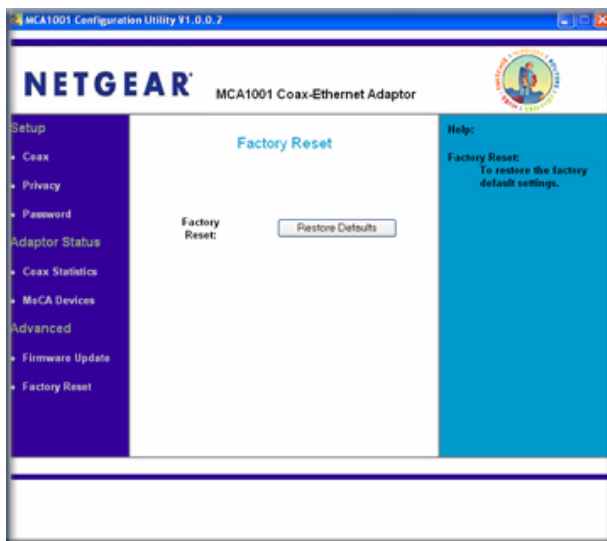 MCA1001 Configuration Utility V1.0.0.2
NETGEAR
MCA1001 Coax-Ethernet Adaptor
Setup
Coax
Privacy
Password
Adaptor Status
Coax Statistics
MoCA Devices
Advanced
Firmware Update
Factory Reset
Factory Reset
Factory
Reset:
Restore Defaults
Help:
Factory Reset:
To restore the factory
default settings.